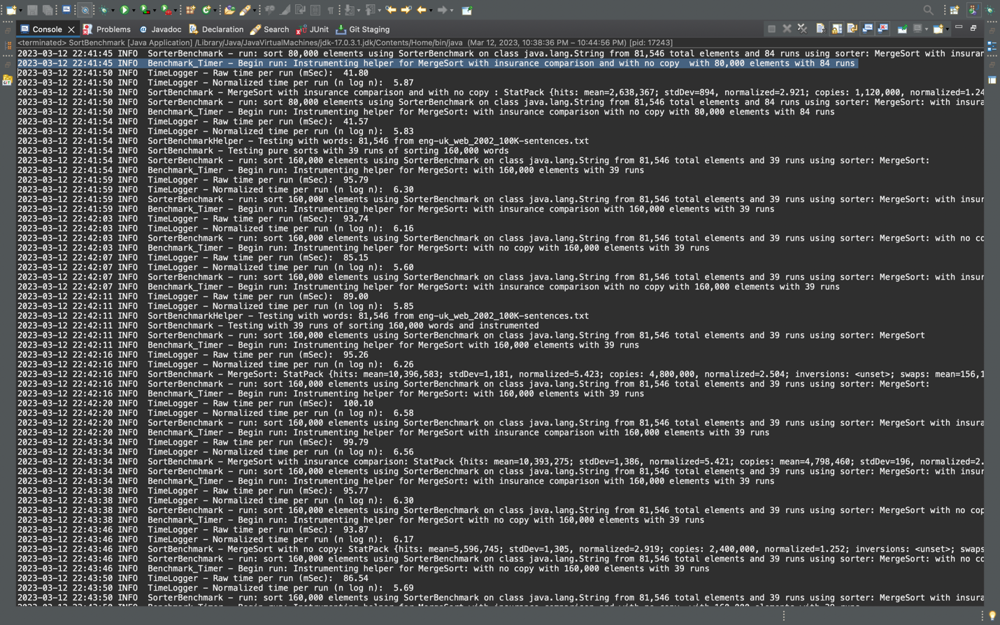 Console
Problems
Javadoc
Declaration
Search
JUnit
Git Staging
<terminated> SortBenchmark [Java Application] /Library/Java/JavaVirtualMachines/jdk-17.0.3.1.jdk/Contents/Home/bin/java (Mar 12, 2023, 10:38:36 PM – 10:44:56 PM) [pid: 17243]
2023-03-12 22:41:45 INFO  SorterBenchmark - run: sort 80,000 elements using SorterBenchmark on class java.lang.String from 81,546 total elements and 84 runs using sorter: MergeSort with insuran
2023-03-12 22:41:45 INFO  Benchmark_Timer - Begin run: Instrumenting helper for MergeSort with insurance comparison and with no copy  with 80,000 elements with 84 runs
2023-03-12 22:41:50 INFO  TimeLogger - Raw time per run (mSec):  41.80
2023-03-12 22:41:50 INFO  TimeLogger - Normalized time per run (n log n):  5.87
2023-03-12 22:41:50 INFO  SortBenchmark - MergeSort with insurance comparison and with no copy : StatPack {hits: mean=2,638,367; stdDev=894, normalized=2.921; copies: 1,120,000, normalized=1.24
2023-03-12 22:41:50 INFO  SorterBenchmark - run: sort 80,000 elements using SorterBenchmark on class java.lang.String from 81,546 total elements and 84 runs using sorter: MergeSort: with insura
2023-03-12 22:41:50 INFO  Benchmark_Timer - Begin run: Instrumenting helper for MergeSort: with insurance comparison with no copy with 80,000 elements with 84 runs
2023-03-12 22:41:54 INFO  TimeLogger - Raw time per run (mSec):  41.57
2023-03-12 22:41:54 INFO  TimeLogger - Normalized time per run (n log n):  5.83
2023-03-12 22:41:54 INFO  SortBenchmarkHelper - Testing with words: 81,546 from eng-uk_web_2002_100K-sentences.txt
2023-03-12 22:41:54 INFO  SortBenchmark - Testing pure sorts with 39 runs of sorting 160,000 words
2023-03-12 22:41:54 INFO  SorterBenchmark - run: sort 160,000 elements using SorterBenchmark on class java.lang.String from 81,546 total elements and 39 runs using sorter: MergeSort:
2023-03-12 22:41:54 INFO  Benchmark_Timer - Begin run: Instrumenting helper for MergeSort: with 160,000 elements with 39 runs
2023-03-12 22:41:59 INFO  TimeLogger - Raw time per run (mSec):  95.79
2023-03-12 22:41:59 INFO  TimeLogger - Normalized time per run (n log n):  6.30
2023-03-12 22:41:59 INFO  SorterBenchmark - run: sort 160,000 elements using SorterBenchmark on class java.lang.String from 81,546 total elements and 39 runs using sorter: MergeSort: with insur
2023-03-12 22:41:59 INFO  Benchmark_Timer - Begin run: Instrumenting helper for MergeSort: with insurance comparison with 160,000 elements with 39 runs
2023-03-12 22:42:03 INFO  TimeLogger - Raw time per run (mSec):  93.74
2023-03-12 22:42:03 INFO  TimeLogger - Normalized time per run (n log n):  6.16
2023-03-12 22:42:03 INFO  SorterBenchmark - run: sort 160,000 elements using SorterBenchmark on class java.lang.String from 81,546 total elements and 39 runs using sorter: MergeSort: with no co
2023-03-12 22:42:03 INFO  Benchmark_Timer - Begin run: Instrumenting helper for MergeSort: with no copy with 160,000 elements with 39 runs
2023-03-12 22:42:07 INFO  TimeLogger - Raw time per run (mSec):  85.15
2023-03-12 22:42:07 INFO  TimeLogger - Normalized time per run (n log n):  5.60
2023-03-12 22:42:07 INFO  SorterBenchmark - run: sort 160,000 elements using SorterBenchmark on class java.lang.String from 81,546 total elements and 39 runs using sorter: MergeSort: with insur
2023-03-12 22:42:07 INFO  Benchmark_Timer - Begin run: Instrumenting helper for MergeSort: with insurance comparison with no copy with 160,000 elements with 39 runs
2023-03-12 22:42:11 INFO  TimeLogger - Raw time per run (mSec):  89.00
2023-03-12 22:42:11 INFO  TimeLogger - Normalized time per run (n log n):  5.85
2023-03-12 22:42:11 INFO  SortBenchmarkHelper - Testing with words: 81,546 from eng-uk_web_2002_100K-sentences.txt
2023-03-12 22:42:11 INFO  SortBenchmark - Testing with 39 runs of sorting 160,000 words and instrumented
2023-03-12 22:42:11 INFO  SorterBenchmark - run: sort 160,000 elements using SorterBenchmark on class java.lang.String from 81,546 total elements and 39 runs using sorter: MergeSort
2023-03-12 22:42:11 INFO  Benchmark_Timer - Begin run: Instrumenting helper for MergeSort with 160,000 elements with 39 runs
2023-03-12 22:42:16 INFO  TimeLogger - Raw time per run (mSec):  95.26
2023-03-12 22:42:16 INFO  TimeLogger - Normalized time per run (n log n):  6.26
2023-03-12 22:42:16 INFO  SortBenchmark - MergeSort: StatPack {hits: mean=10,396,583; stdDev=1,181, normalized=5.423; copies: 4,800,000, normalized=2.504; inversions: <unset>; swaps: mean=156,1
2023-03-12 22:42:16 INFO  SorterBenchmark - run: sort 160,000 elements using SorterBenchmark on class java.lang.String from 81,546 total elements and 39 runs using sorter: MergeSort:
2023-03-12 22:42:16 INFO  Benchmark_Timer - Begin run: Instrumenting helper for MergeSort: with 160,000 elements with 39 runs
2023-03-12 22:42:20 INFO  TimeLogger - Raw time per run (mSec):  100.10
2023-03-12 22:42:20 INFO  TimeLogger - Normalized time per run (n log n):  6.58
2023-03-12 22:42:20 INFO  SorterBenchmark - run: sort 160,000 elements using SorterBenchmark on class java.lang.String from 81,546 total elements and 39 runs using sorter: MergeSort with insura
2023-03-12 22:42:20 INFO  Benchmark_Timer - Begin run: Instrumenting helper for MergeSort with insurance comparison with 160,000 elements with 39 runs
2023-03-12 22:43:34 INFO  TimeLogger - Raw time per run (mSec):  99.79
2023-03-12 22:43:34 INFO  TimeLogger - Normalized time per run (n log n):  6.56
2023-03-12 22:43:34 INFO  SortBenchmark - MergeSort with insurance comparison: StatPack {hits: mean=10,393,275; stdDev=1,386, normalized=5.421; copies: mean=4,798,460; stdDev=196, normalized=2.
2023-03-12 22:43:34 INFO  SorterBenchmark - run: sort 160,000 elements using SorterBenchmark on class java.lang.String from 81,546 total elements and 39 runs using sorter: MergeSort: with insur
2023-03-12 22:43:34 INFO  Benchmark_Timer - Begin run: Instrumenting helper for MergeSort: with insurance comparison with 160,000 elements with 39 runs
2023-03-12 22:43:38 INFO  TimeLogger - Raw time per run (mSec):  95.77
2023-03-12 22:43:38 INFO  TimeLogger - Normalized time per run (n log n):  6.30
2023-03-12 22:43:38 INFO  SorterBenchmark - run: sort 160,000 elements using SorterBenchmark on class java.lang.String from 81,546 total elements and 39 runs using sorter: MergeSort with no cop
2023-03-12 22:43:38 INFO  Benchmark_Timer - Begin run: Instrumenting helper for MergeSort with no copy with 160,000 elements with 39 runs
2023-03-12 22:43:46 INFO  TimeLogger - Raw time per run (mSec):  93.87
2023-03-12 22:43:46 INFO  TimeLogger - Normalized time per run (n log n):  6.17
2023-03-12 22:43:46 INFO  SortBenchmark - MergeSort with no copy: StatPack {hits: mean=5,596,745; stdDev=1,305, normalized=2.919; copies: 2,400,000, normalized=1.252; inversions: <unset>; swaps
2023-03-12 22:43:46 INFO  SorterBenchmark - run: sort 160,000 elements using SorterBenchmark on class java.lang.String from 81,546 total elements and 39 runs using sorter: MergeSort: with no co
2023-03-12 22:43:46 INFO  Benchmark_Timer - Begin run: Instrumenting helper for MergeSort: with no copy with 160,000 elements with 39 runs
2023-03-12 22:43:50 INFO  TimeLogger - Raw time per run (mSec):  86.54
2023-03-12 22:43:50 INFO  TimeLogger - Normalized time per run (n log n):  5.69
2023-03-12 22:43:50 INFO  SorterBenchmark - run: sort 160,000 elements using SorterBenchmark on class java.lang.String from 81,546 total elements and 39 runs using sorter: MergeSort with insura